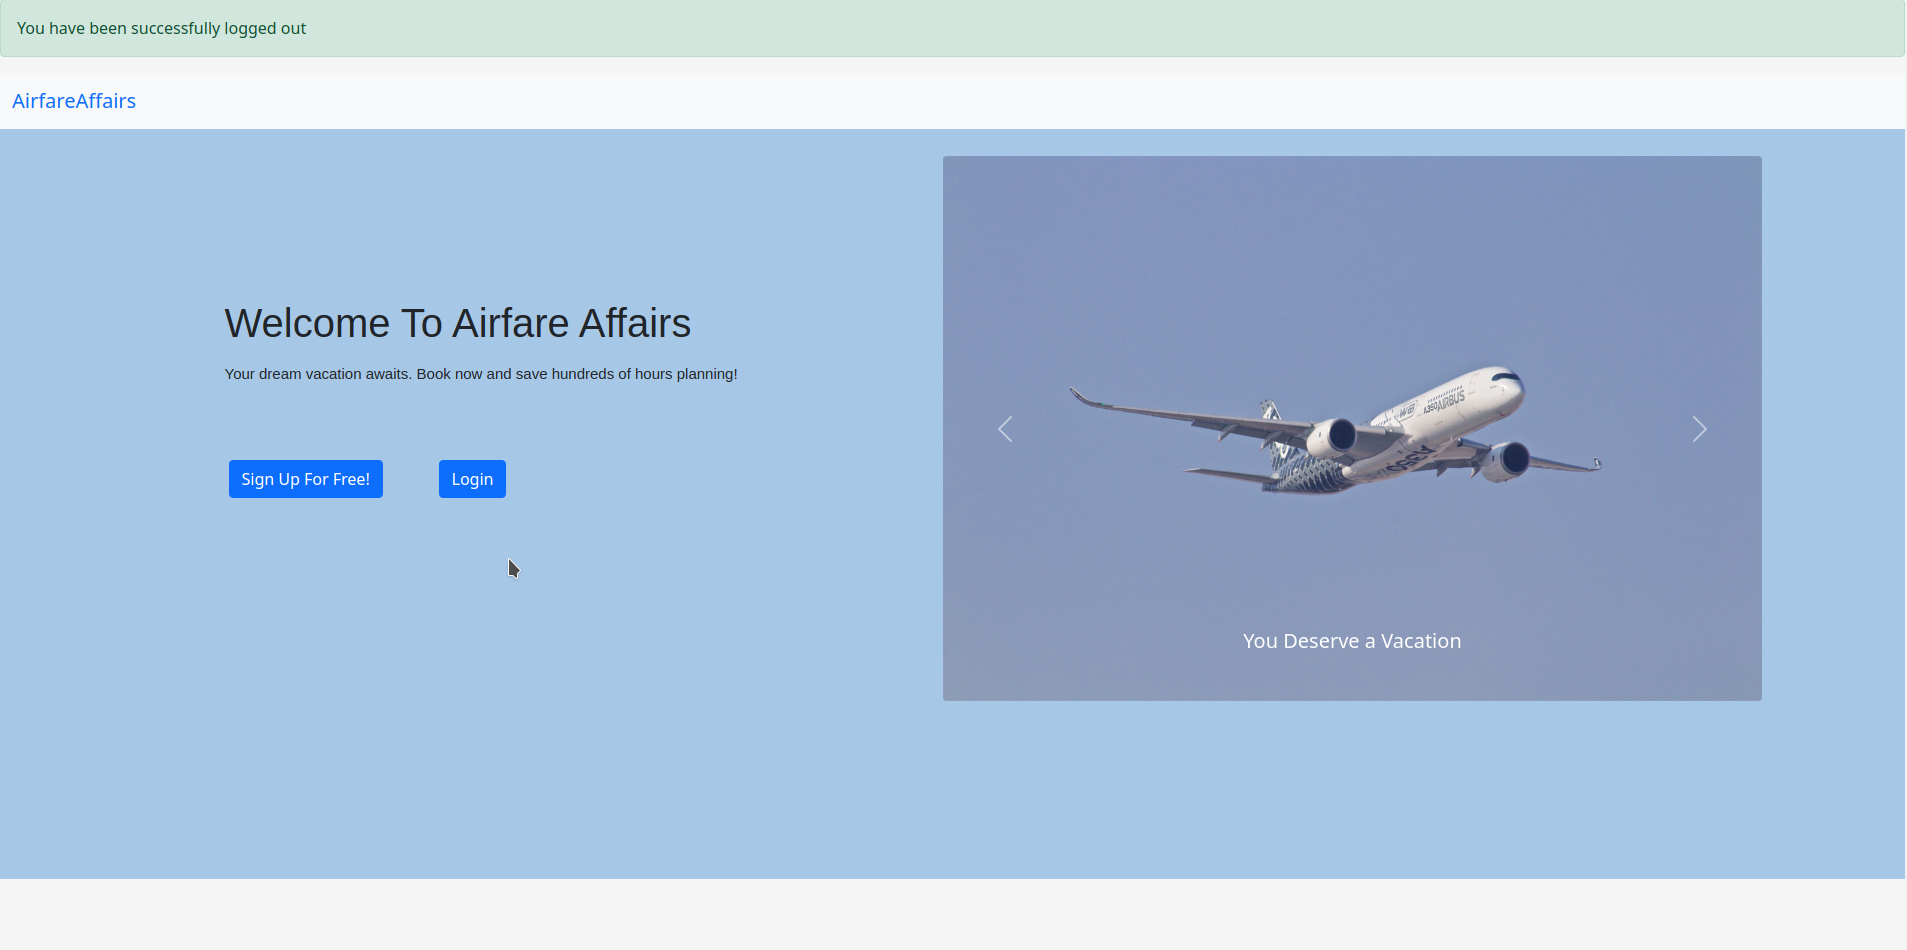 You have been successfully logged out
AirfareAffairs
Welcome To Airfare Affairs
Your dream vacation awaits. Book now and save hundreds of hours planning!
Sign Up For Free!
Login
A350 AIRBUS
A350
You Deserve a Vacation